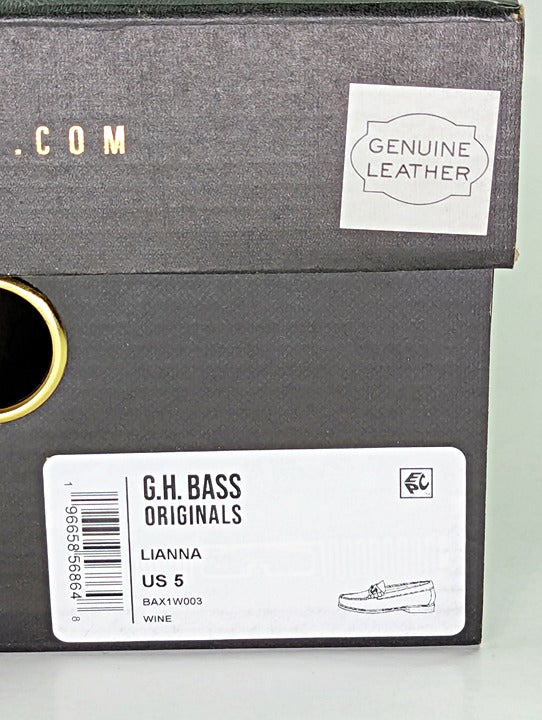 .COM
GENUINE
LEATHER
G.H. BASS
ORIGINALS
LIANNA
US 5
BAX1W003
WINE
1 96658 56864 8